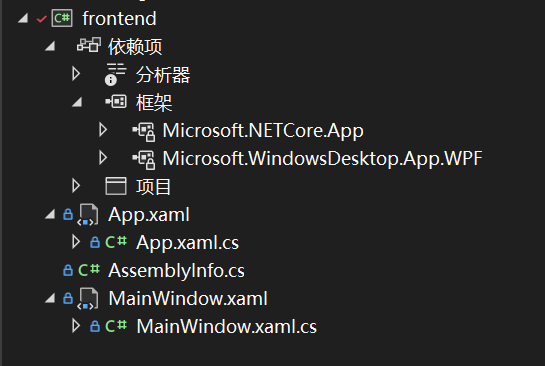 frontend
依赖项
分析器
框架
Microsoft.NETCore.App
Microsoft.WindowsDesktop.App.WPF
项目
App.xaml
C# App.xaml.cs
C# AssemblyInfo.cs
MainWindow.xaml
C# MainWindow.xaml.cs